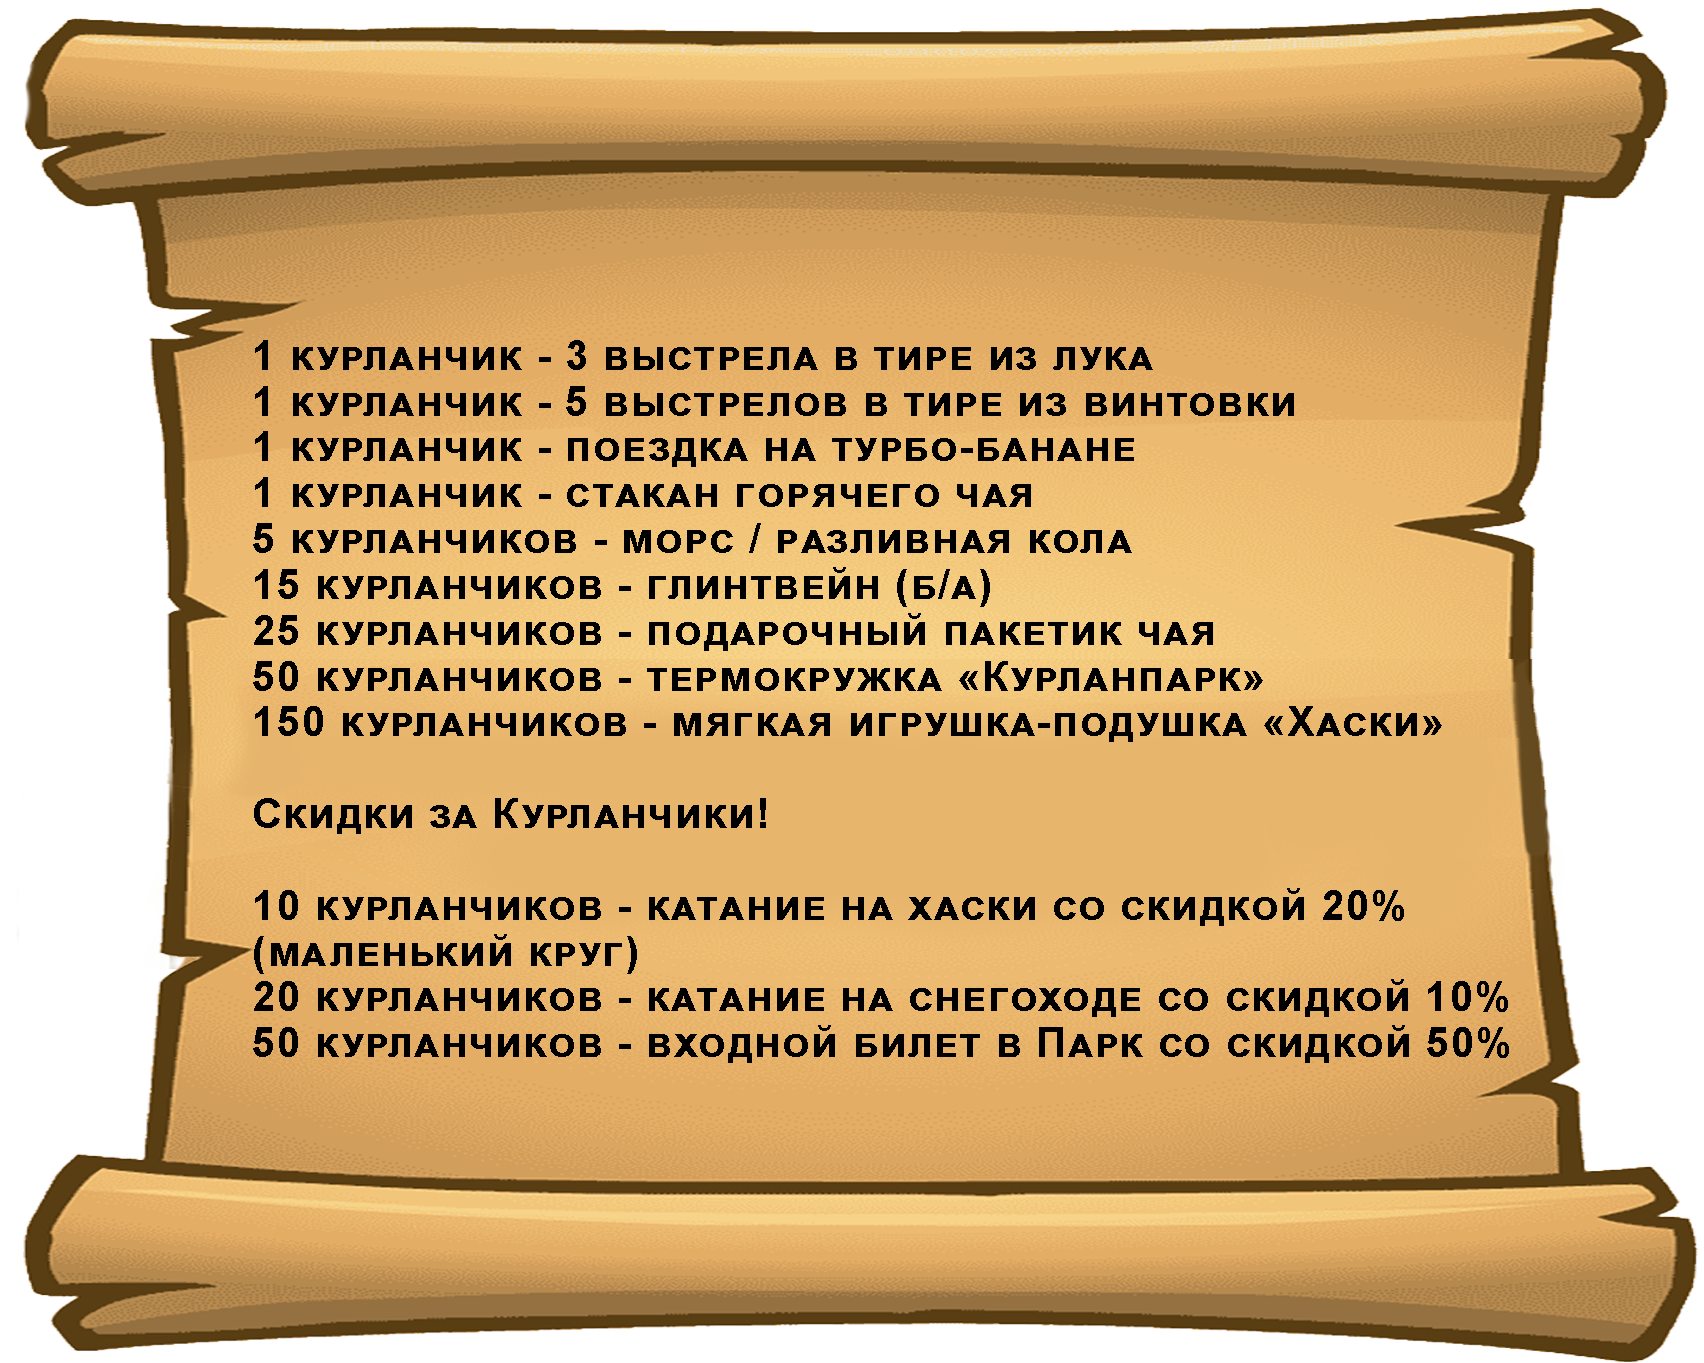 1 курланчик - 3 выстрела в тире из лука
1 курланчик - 5 выстрелов в тире из винтовки
1 курланчик - поездка на турбо-банане
1 курланчик - стакан горячего чая
5 курланчиков - морс / разливная кола
15 курланчиков - глинтвейн (б/а)
25 курланчиков - подарочный пакетик чая
50 курланчиков - термокружка «Курланпарк»
150 курланчиков - мягкая игрушка-подушка «Хаски»
Скидки за Курланчики!
10 курланчиков - катание на хаски со скидкой 20%
(маленький круг)
20 курланчиков - катание на снегоходе со скидкой 10%
50 курланчиков - входной билет в Парк со скидкой 50%